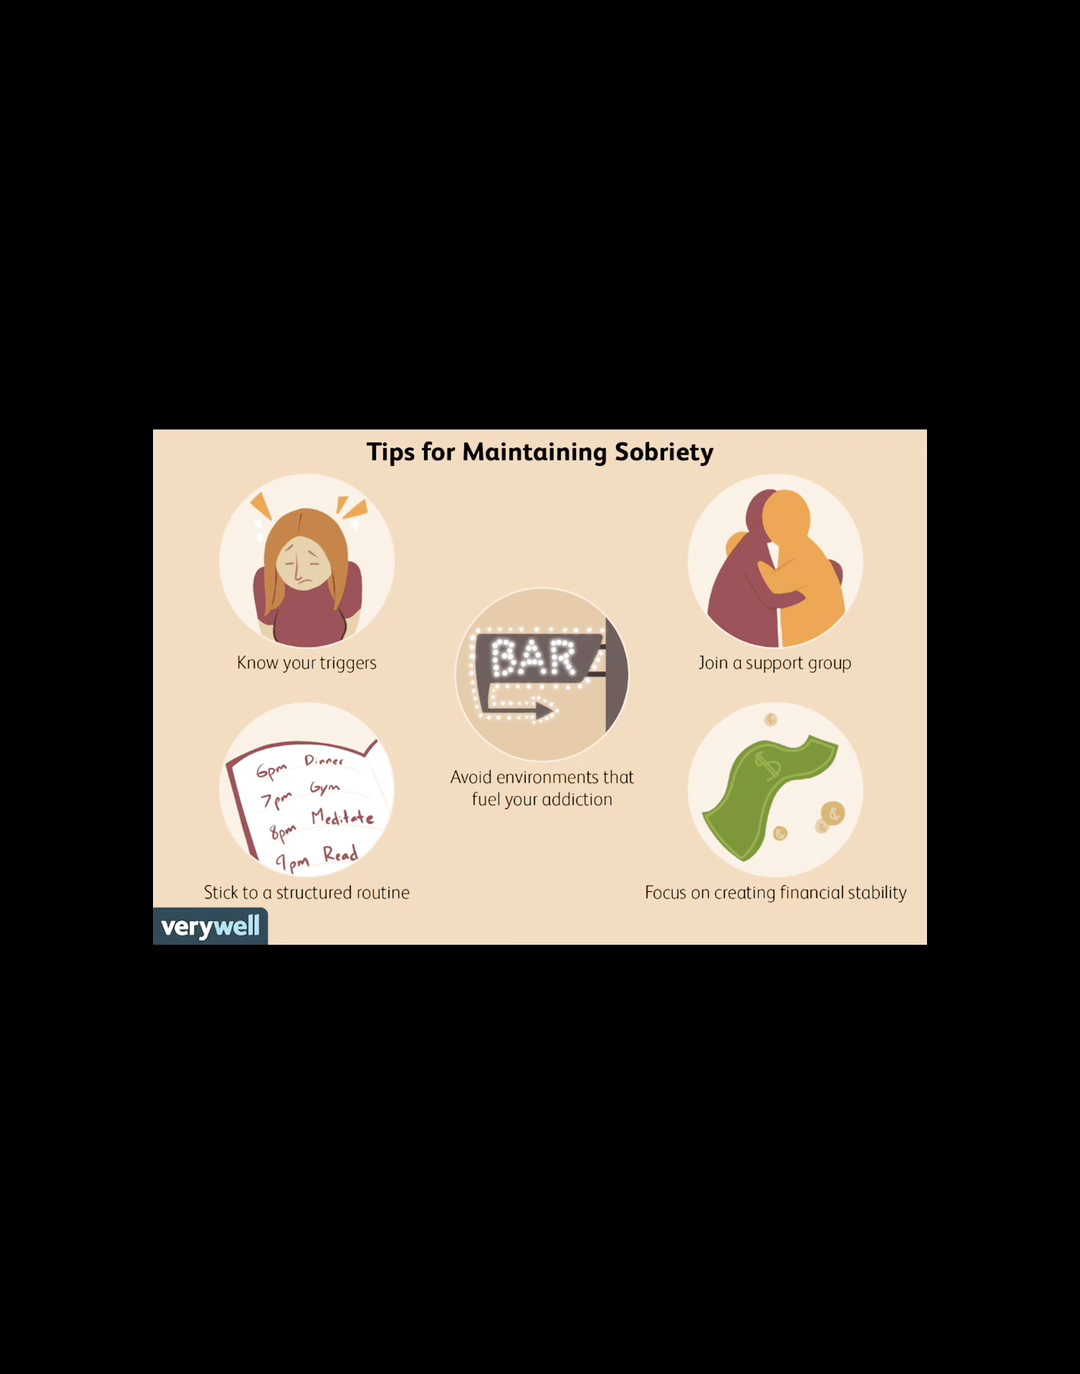 Tips for Maintaining Sobriety
Know your triggers
Join a support group
BAR
Avoid environments that
fuel your addiction
6pm Dinner
7pm Gym
8pm Meditate
9pm Read
Stick to a structured routine
$
¢
¢
¢
Focus on creating financial stability
verywell